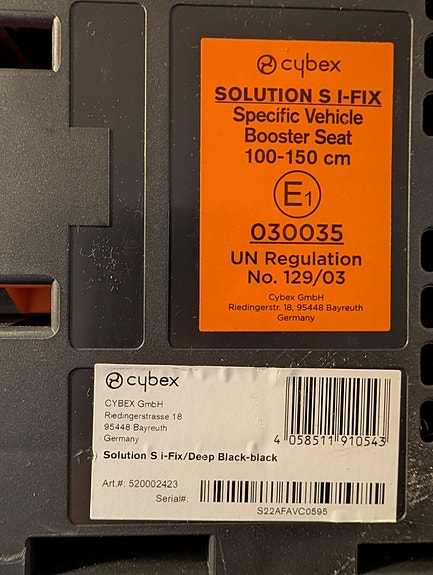 cybex
SOLUTION S I-FIX
Specific Vehicle
Booster Seat
100-150 cm
E1
030035
UN Regulation
No. 129/03
Cybex GmbH
Riedingerstr. 18, 95448 Bayreuth
Germany
cybex
CYBEX GmbH
Riedingerstrasse 18
95448 Bayreuth
Germany
4 058511 910543
Solution S i-Fix/Deep Black-black
Art.#: 520002423
Serial#:
S22AFAVC0595